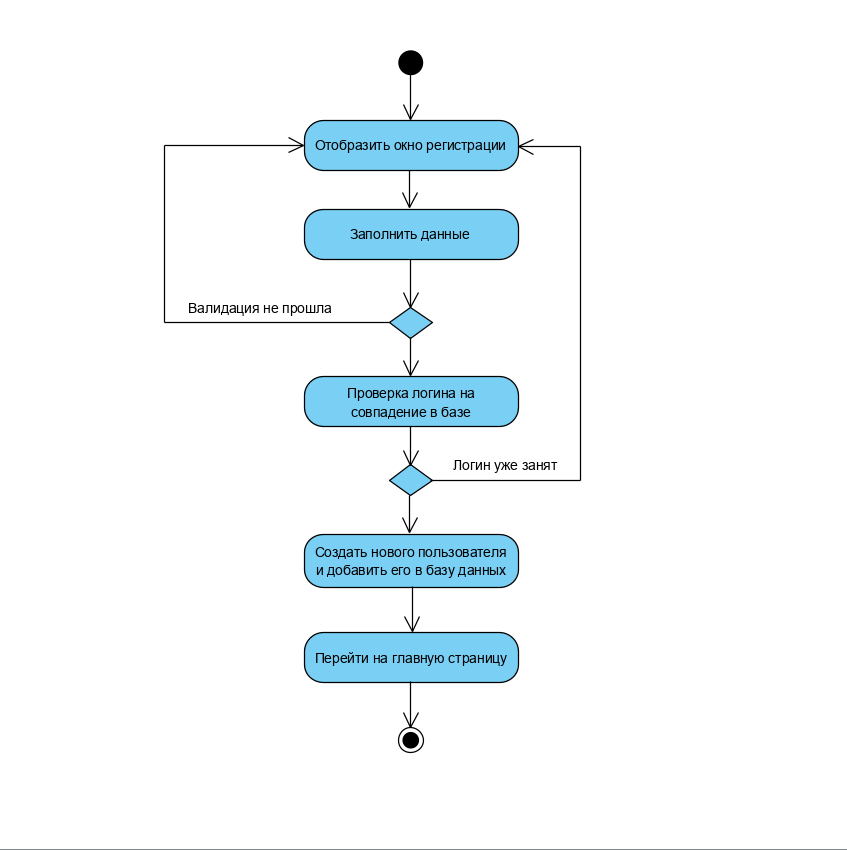 Отобразить окно регистрации
Заполнить данные
Валидация не прошла
Проверка логина на
совпадение в базе
Логин уже занят
Создать нового пользователя
и добавить его в базу данных
Перейти на главную страницу